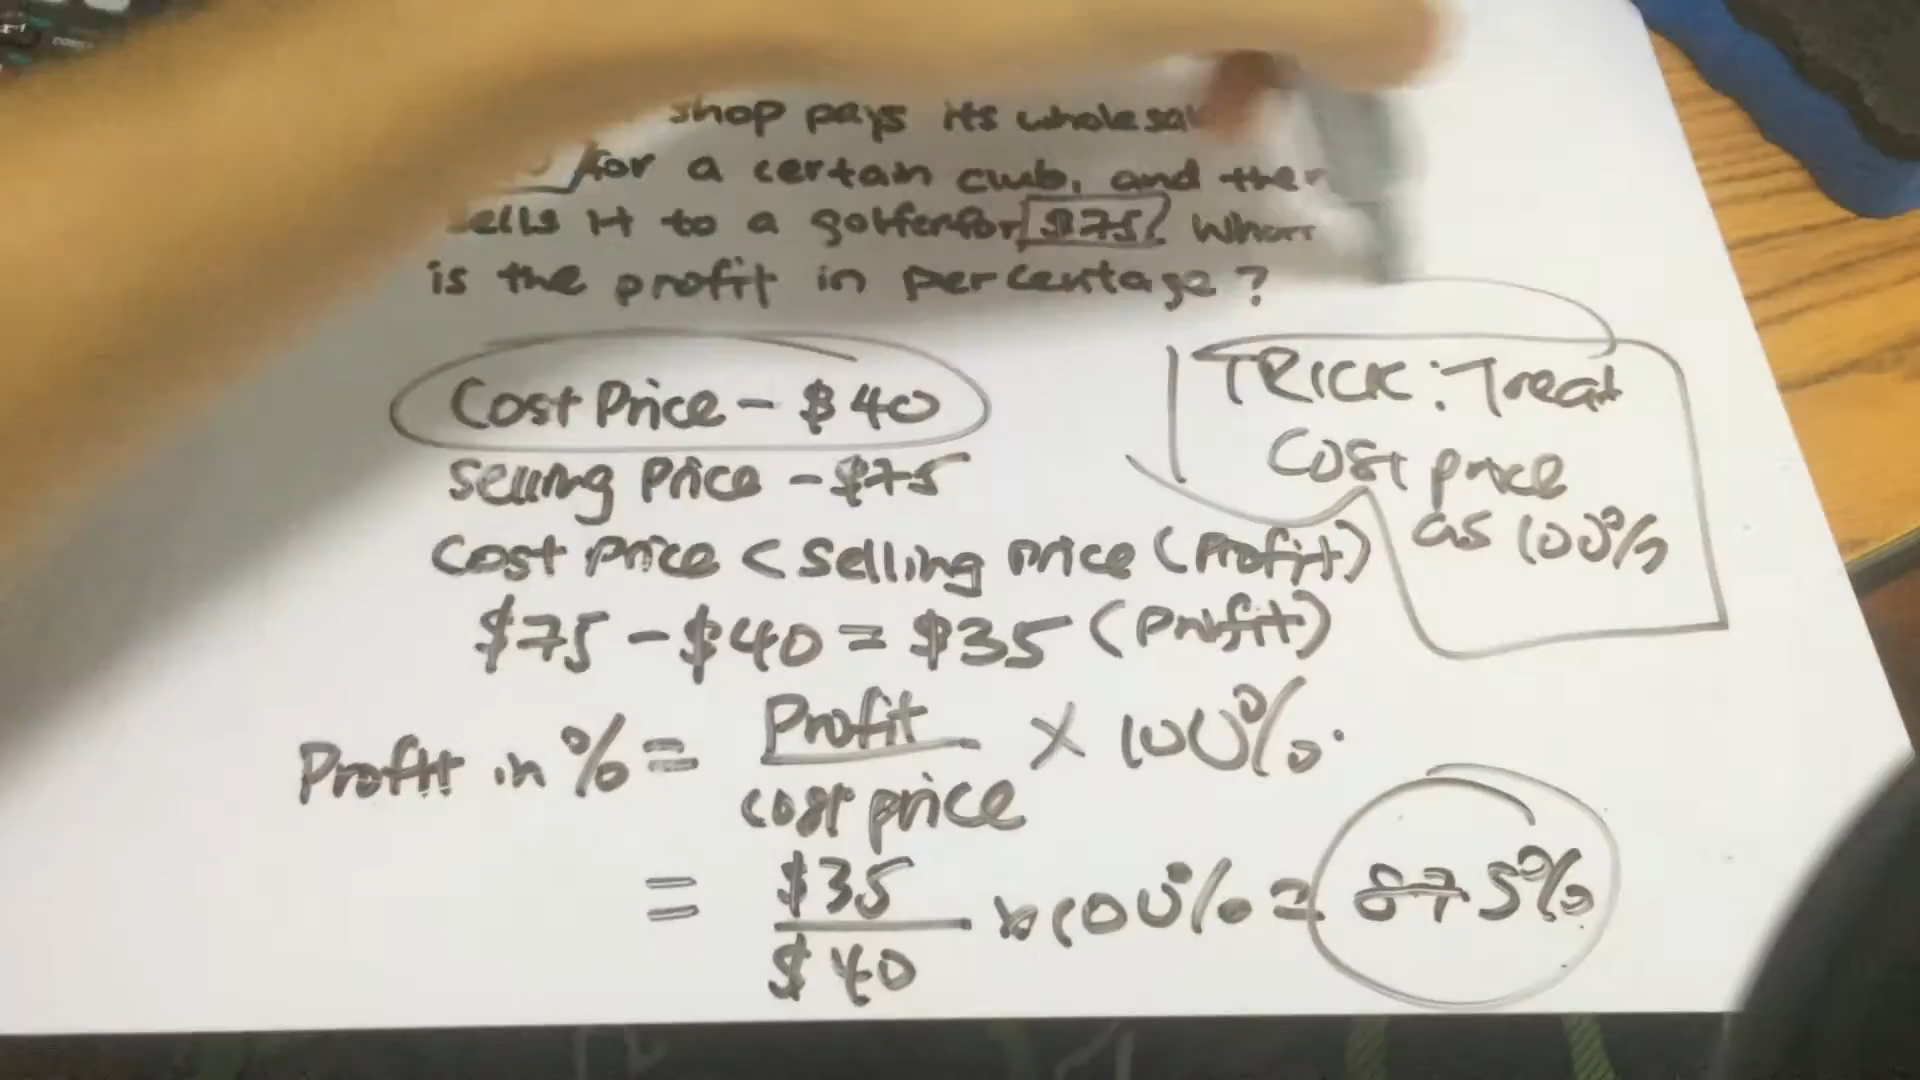 shop pays its
for a certain club, and then
sells it to a golfer for $75. What
is the profit in percentage?
Cost Price - $40
Selling Price - $75
Cost Price < Selling Price (Profit)
$75 - $40 = $35 (Profit)
Profit in % = Profit / cost price × 100%.
= $35 / $40 × 100% = 87.5%
TRICK: Treat
Cost price
as 100%